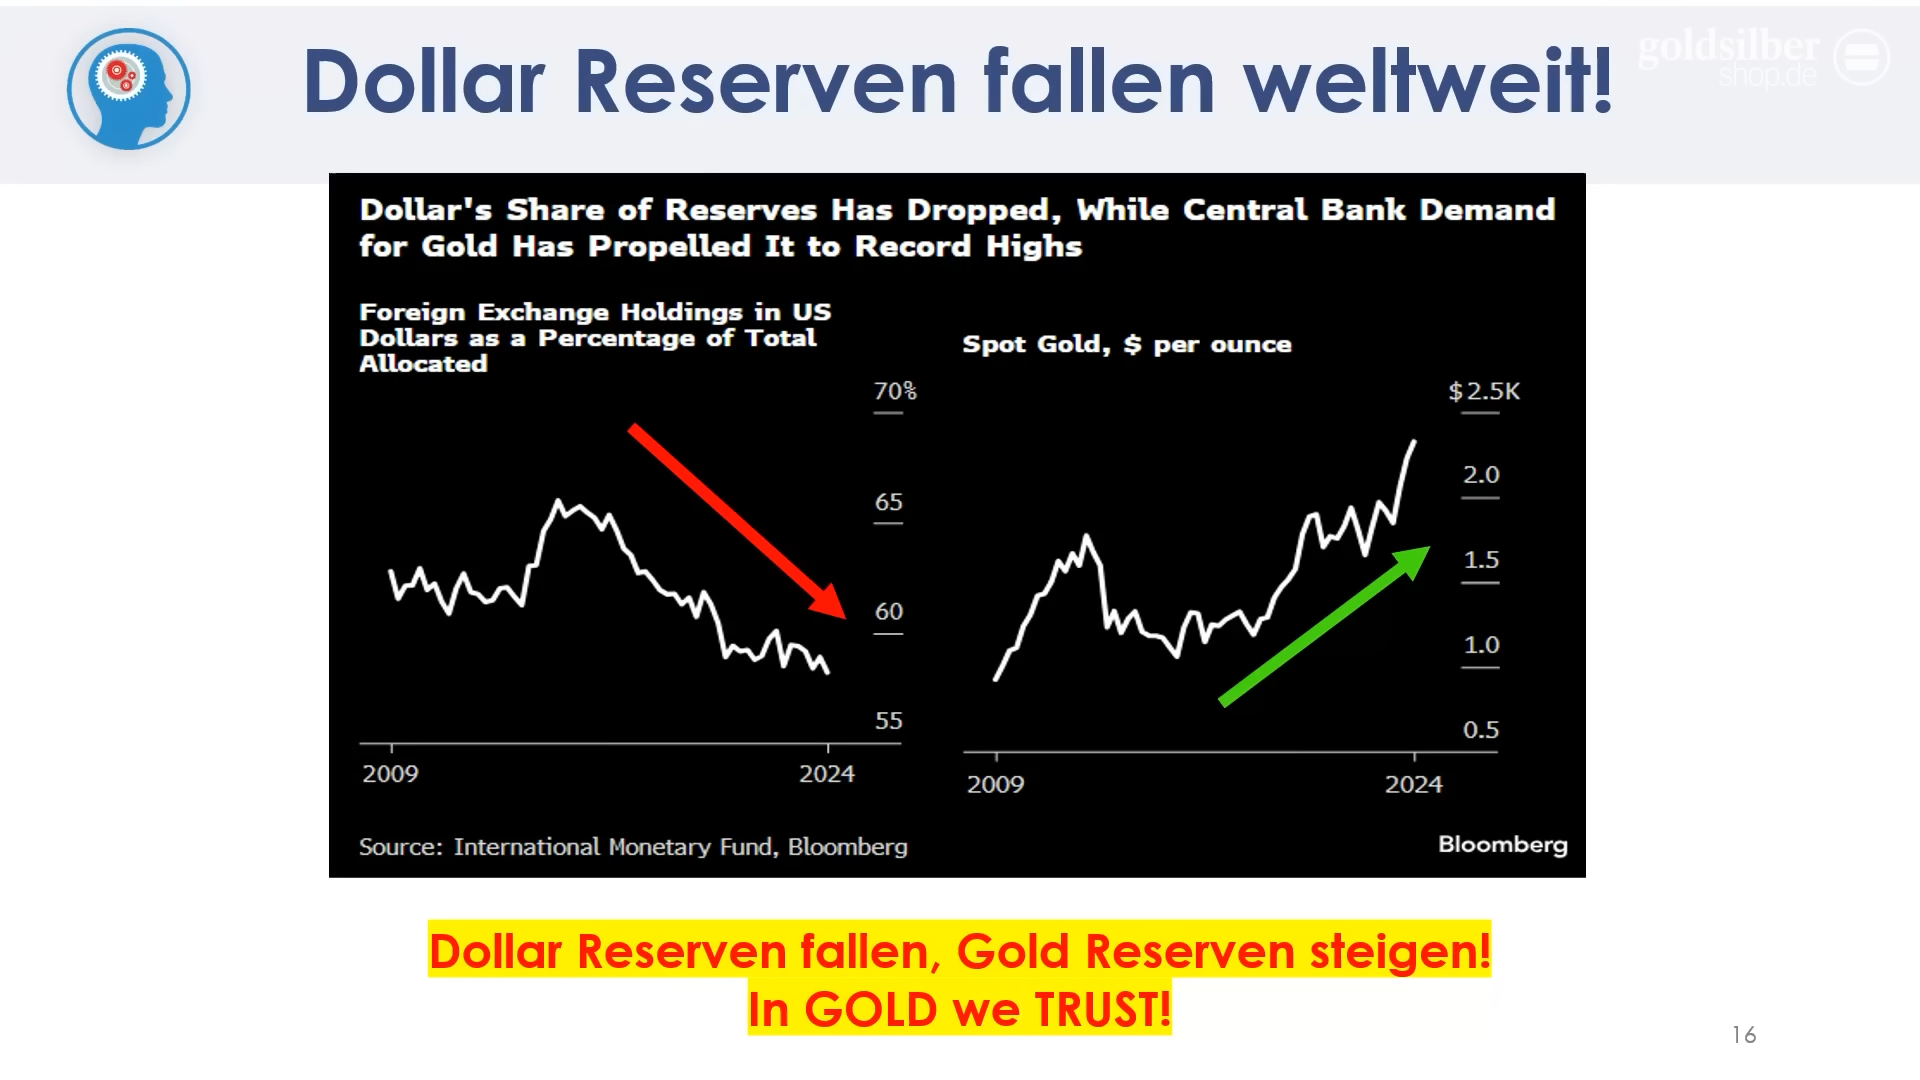 Dollar Reserven fallen weltweit!
goldsilber
shop.de
Dollar's Share of Reserves Has Dropped, While Central Bank Demand
for Gold Has Propelled It to Record Highs
Foreign Exchange Holdings in US
Dollars as a Percentage of Total
Allocated
70%
65
60
55
2009
2024
Spot Gold, $ per ounce
$2.5K
2.0
1.5
1.0
0.5
2009
2024
Source: International Monetary Fund, Bloomberg
Bloomberg
Dollar Reserven fallen, Gold Reserven steigen!
In GOLD we TRUST!
16